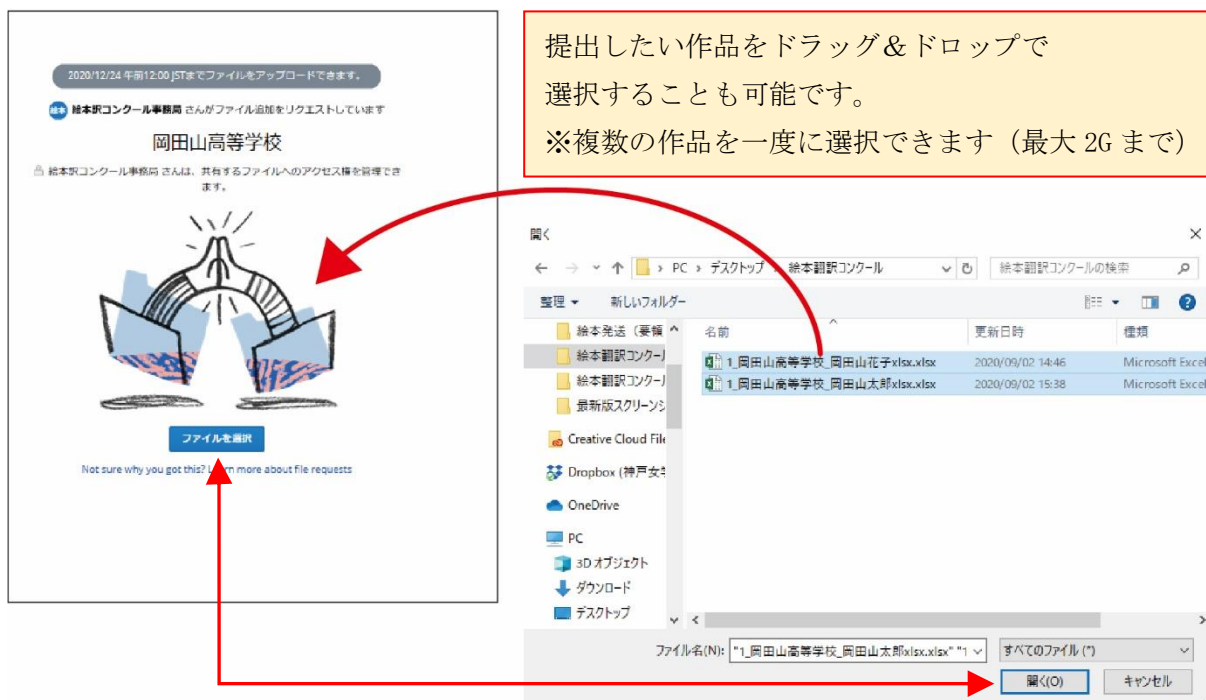 2020/12/24 午前12:00 JSTまでファイルをアップロードできます。
絵本 絵本訳コンクール事務局 さんがファイル追加をリクエストしています
岡田山高等学校
絵本訳コンクール事務局 さんは、共有するファイルへのアクセス権を管理でき
ます。
ファイルを選択
Not sure why you got this? Learn more about file requests
提出したい作品をドラッグ＆ドロップで
選択することも可能です。
※複数の作品を一度に選択できます（最大 2G まで）
開く
PC › デスクトップ › 絵本翻訳コンクール
絵本翻訳コンクールの検索
整理 新しいフォルダー
名前 更新日時 種類
絵本発送（要領
絵本翻訳コンクー
絵本翻訳コンクー
最新版スクリーンシ
1_岡田山高等学校_岡田山花子xlsx.xlsx 2020/09/02 14:46 Microsoft Excel
1_岡田山高等学校_岡田山太郎xlsx.xlsx 2020/09/02 15:38 Microsoft Excel
Creative Cloud File
Dropbox (神戸女学
OneDrive
PC
3D オブジェクト
ダウンロード
デスクトップ
ファイル名(N): "1_岡田山高等学校_岡田山太郎xlsx.xlsx" "1 すべてのファイル (*)
開く(O) キャンセル